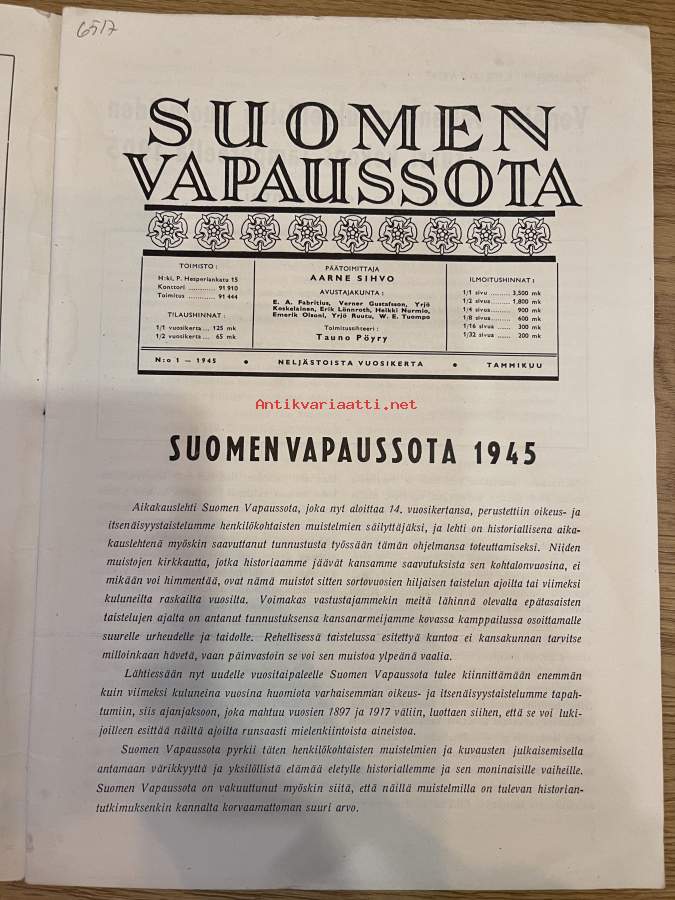 6517
SUOMEN
VAPAUSSOTA
TOIMISTO:
H:ki, P. Hesperiankatu 15
Konttori ........... 91 910
Toimitus ........... 91 444
TILAUSHINNAT:
1/1 vuosikerta ... 125 mk
1/2 vuosikerta ... 65 mk
PÄÄTOIMITTAJA
AARNE SIHVO
AVUSTAJAKUNTA:
E. A. Fabritius, Verner Gustafsson, Yrjö
Koskelainen, Erik Lönnroth, Heikki Nurmio,
Emerik Olsoni, Yrjö Ruutu, W. E. Tuompo
Toimitussihteeri:
Tauno Pöyry
ILMOITUSHINNAT:
1/1 sivu ........ 3,500 mk
1/2 sivu ........ 1,800 mk
1/4 sivua ........ 900 mk
1/8 sivua ........ 600 mk
1/16 sivua ...... 300 mk
1/32 sivua ...... 200 mk
N:o 1 — 1945 • NELJÄSTOISTA VUOSIKERTA • TAMMIKUU
Antikvariaatti.net
SUOMEN VAPAUSSOTA 1945
Aikakauslehti Suomen Vapaussota, joka nyt aloittaa 14. vuosikertansa, perustettiin oikeus- ja
itsenäisyystaistelumme henkilökohtaisten muistelmien säilyttäjäksi, ja lehti on historiallisena aika-
kauslehtenä myöskin saavuttanut tunnustusta työssään tämän ohjelmansa toteuttamiseksi. Niiden
muistojen kirkkautta, jotka historiaamme jäävät kansamme saavutuksista sen kohtalonvuosina, ei
mikään voi himmentää, ovat nämä muistot sitten sortovuosien hiljaisen taistelun ajoilta tai viimeksi
kuluneilta raskailta vuosilta. Voimakas vastustajammekin meitä lähinnä olevalta epätasaisten
taistelujen ajalta on antanut tunnustuksensa kansanarmeijamme kovassa kamppailussa osoittamalle
suurelle urheudelle ja taidolle. Rehellisessä taistelussa esitettyä kuntoa ei kansakunnan tarvitse
milloinkaan hävetä, vaan päinvastoin se voi sen muistoa ylpeänä vaalia.
Lähtiessään nyt uudelle vuositaipaleelle Suomen Vapaussota tulee kiinnittämään enemmän
kuin viimeksi kuluneina vuosina huomiota varhaisemman oikeus- ja itsenäisyystaistelumme tapah-
tumiin, siis ajanjaksoon, joka mahtuu vuosien 1897 ja 1917 väliin, luottaen siihen, että se voi luki-
joilleen esittää näiltä ajoilta runsaasti mielenkiintoista aineistoa.
Suomen Vapaussota pyrkii täten henkilökohtaisten muistelmien ja kuvausten julkaisemisella
antamaan värikkyyttä ja yksilöllistä elämää eletylle historiallemme ja sen moninaisille vaiheille.
Suomen Vapaussota on vakuuttunut myöskin siitä, että näillä muistelmilla on tulevan historian-
tutkimuksenkin kannalta korvaamattoman suuri arvo.